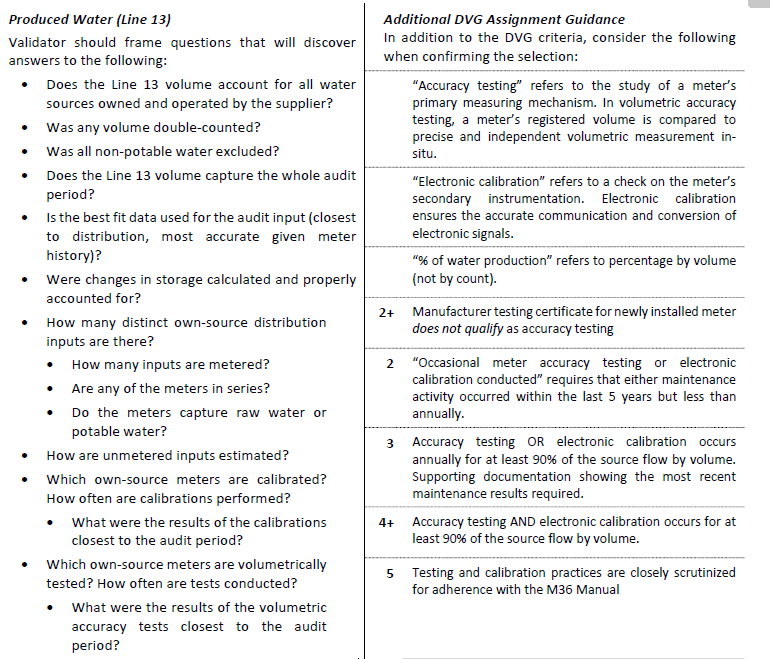 Produced Water (Line 13)
Validator should frame questions that will discover
answers to the following:
• Does the Line 13 volume account for all water
sources owned and operated by the supplier?
• Was any volume double-counted?
• Was all non-potable water excluded?
• Does the Line 13 volume capture the whole audit
period?
• Is the best fit data used for the audit input (closest
to distribution, most accurate given meter
history)?
• Were changes in storage calculated and properly
accounted for?
• How many distinct own-source distribution
inputs are there?
• How many inputs are metered?
• Are any of the meters in series?
• Do the meters capture raw water or
potable water?
• How are unmetered inputs estimated?
• Which own-source meters are calibrated?
How often are calibrations performed?
• What were the results of the calibrations
closest to the audit period?
• Which own-source meters are volumetrically
tested? How often are tests conducted?
• What were the results of the volumetric
accuracy tests closest to the audit
period?
Additional DVG Assignment Guidance
In addition to the DVG criteria, consider the following
when confirming the selection:
“Accuracy testing” refers to the study of a meter’s
primary measuring mechanism. In volumetric accuracy
testing, a meter’s registered volume is compared to
precise and independent volumetric measurement in-
situ.
“Electronic calibration” refers to a check on the meter’s
secondary instrumentation. Electronic calibration
ensures the accurate communication and conversion of
electronic signals.
“% of water production” refers to percentage by volume
(not by count).
2+ Manufacturer testing certificate for newly installed meter
does not qualify as accuracy testing
2 “Occasional meter accuracy testing or electronic
calibration conducted” requires that either maintenance
activity occurred within the last 5 years but less than
annually.
3 Accuracy testing OR electronic calibration occurs
annually for at least 90% of the source flow by volume.
Supporting documentation showing the most recent
maintenance results required.
4+ Accuracy testing AND electronic calibration occurs for at
least 90% of the source flow by volume.
5 Testing and calibration practices are closely scrutinized
for adherence with the M36 Manual